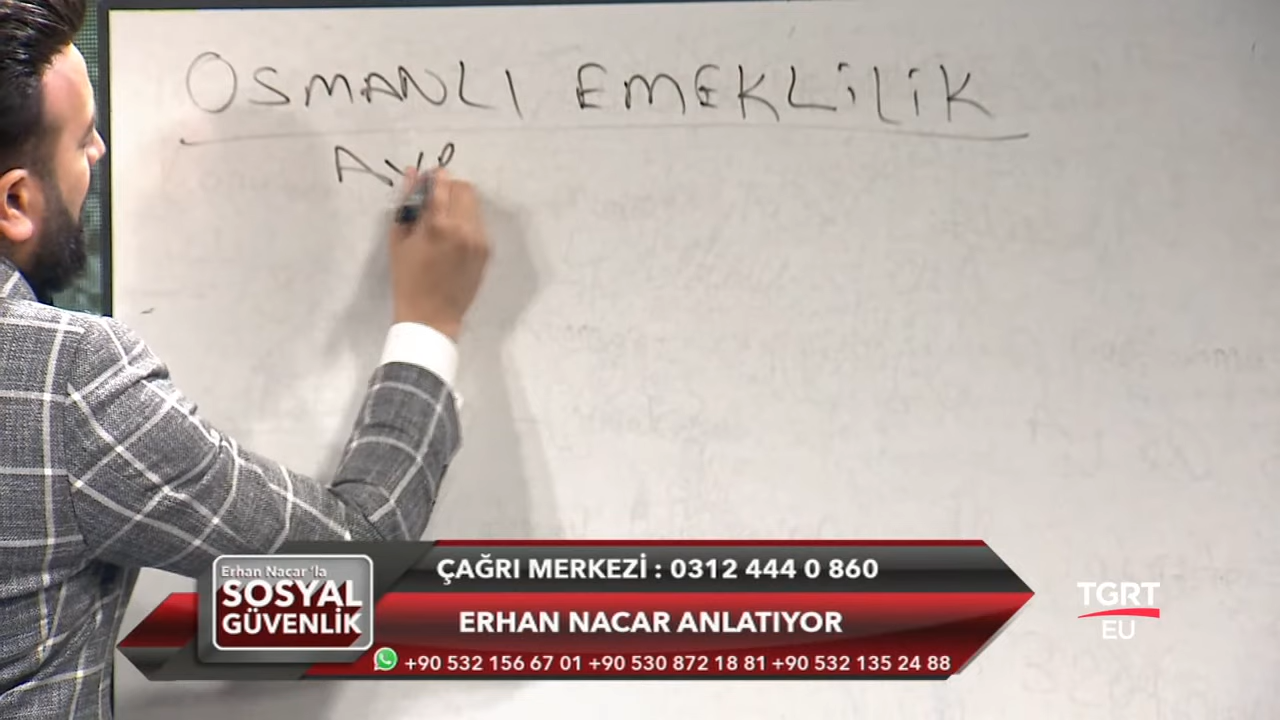 OSMANLI EMEKLİLİK
Erhan Nacar'la
SOSYAL
GÜVENLİK
ÇAĞRI MERKEZİ : 0312 444 0 860
ERHAN NACAR ANLATIYOR
+90 532 156 67 01 +90 530 872 18 81 +90 532 135 24 88
TGRT
EU